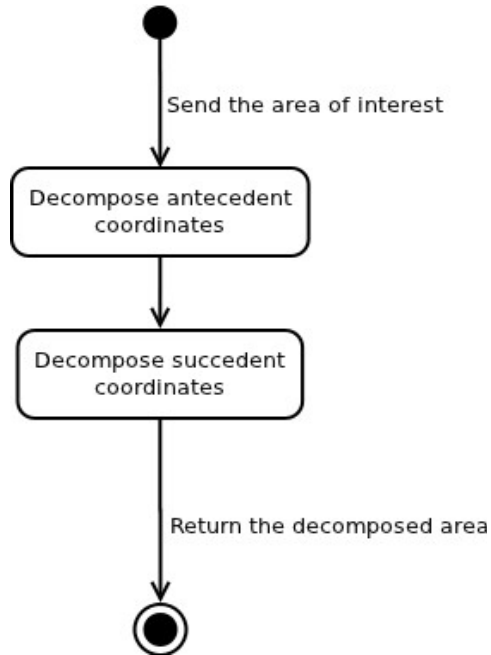 Send the area of interest
Decompose antecedent
coordinates
Decompose succedent
coordinates
Return the decomposed area